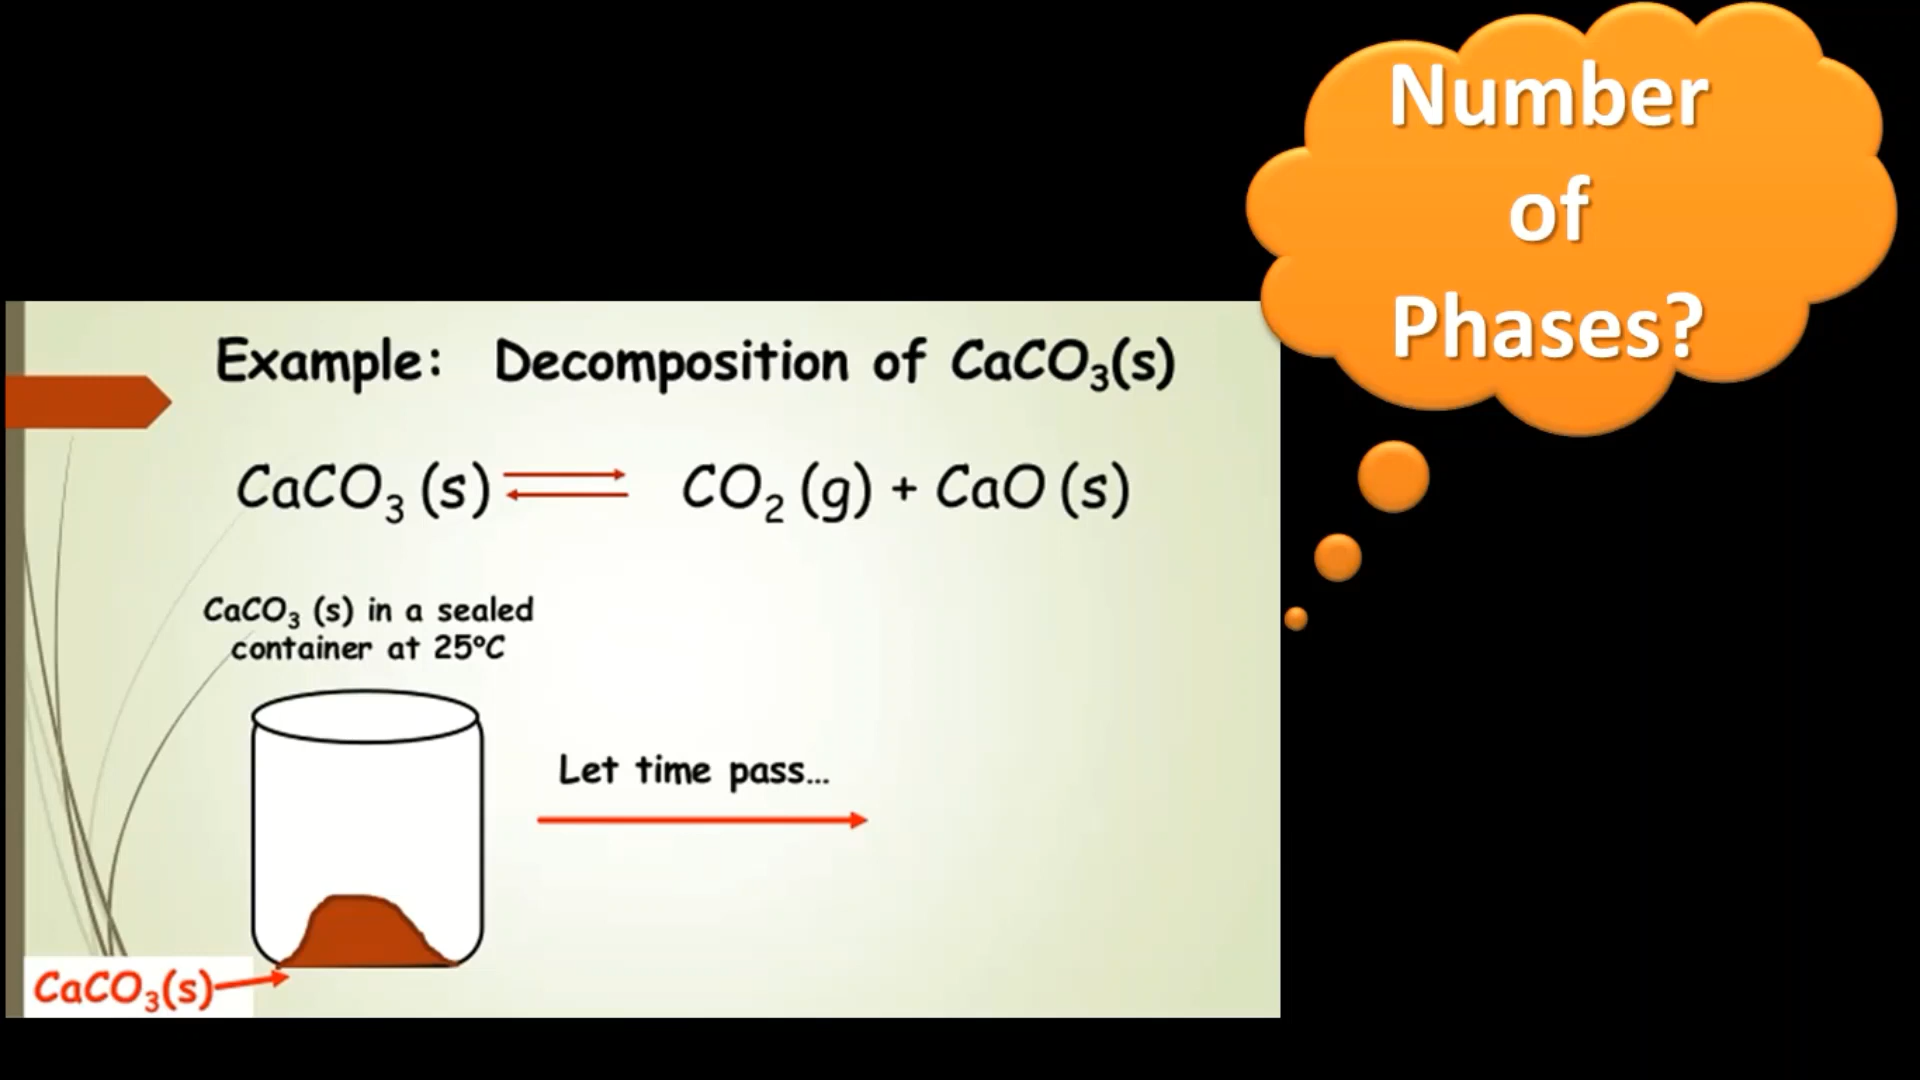 Number
of
Phases?
Example: Decomposition of CaCO₃(s)
CaCO₃ (s) ⇌ CO₂ (g) + CaO (s)
CaCO₃ (s) in a sealed
container at 25°C
Let time pass...
CaCO₃(s)